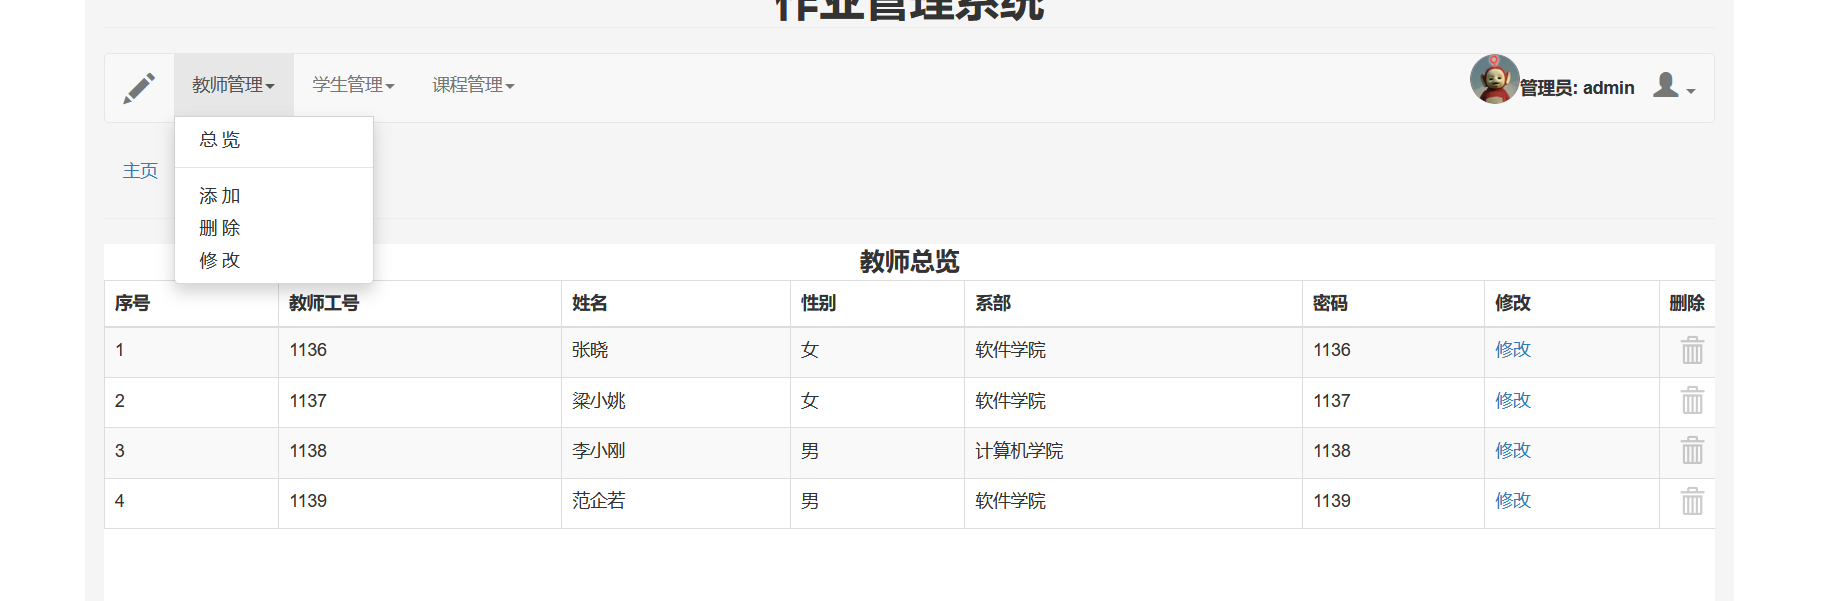 作业管理系统
教师管理 学生管理 课程管理 管理员: admin
总 览
主页
添 加
删 除
修 改
教师总览
序号 教师工号 姓名 性别 系部 密码 修改 删除
1 1136 张晓 女 软件学院 1136 修改
2 1137 梁小姚 女 软件学院 1137 修改
3 1138 李小刚 男 计算机学院 1138 修改
4 1139 范企若 男 软件学院 1139 修改